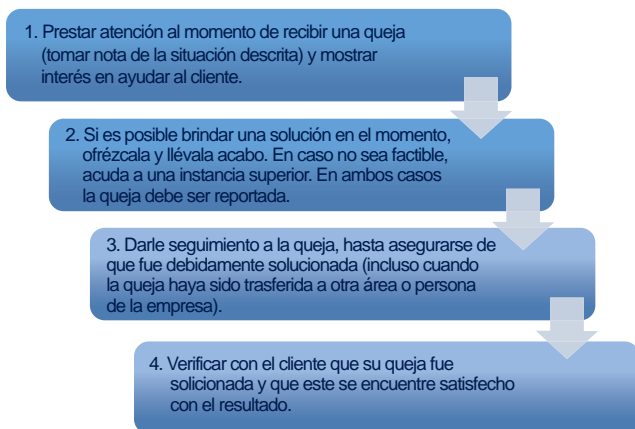 1. Prestar atención al momento de recibir una queja
(tomar nota de la situación descrita) y mostrar
interés en ayudar al cliente.
2. Si es posible brindar una solución en el momento,
ofrézcala y llévala acabo. En caso no sea factible,
acuda a una instancia superior. En ambos casos
la queja debe ser reportada.
3. Darle seguimiento a la queja, hasta asegurarse de
que fue debidamente solucionada (incluso cuando
la queja haya sido trasferida a otra área o persona
de la empresa).
4. Verificar con el cliente que su queja fue
solicionada y que este se encuentre satisfecho
con el resultado.